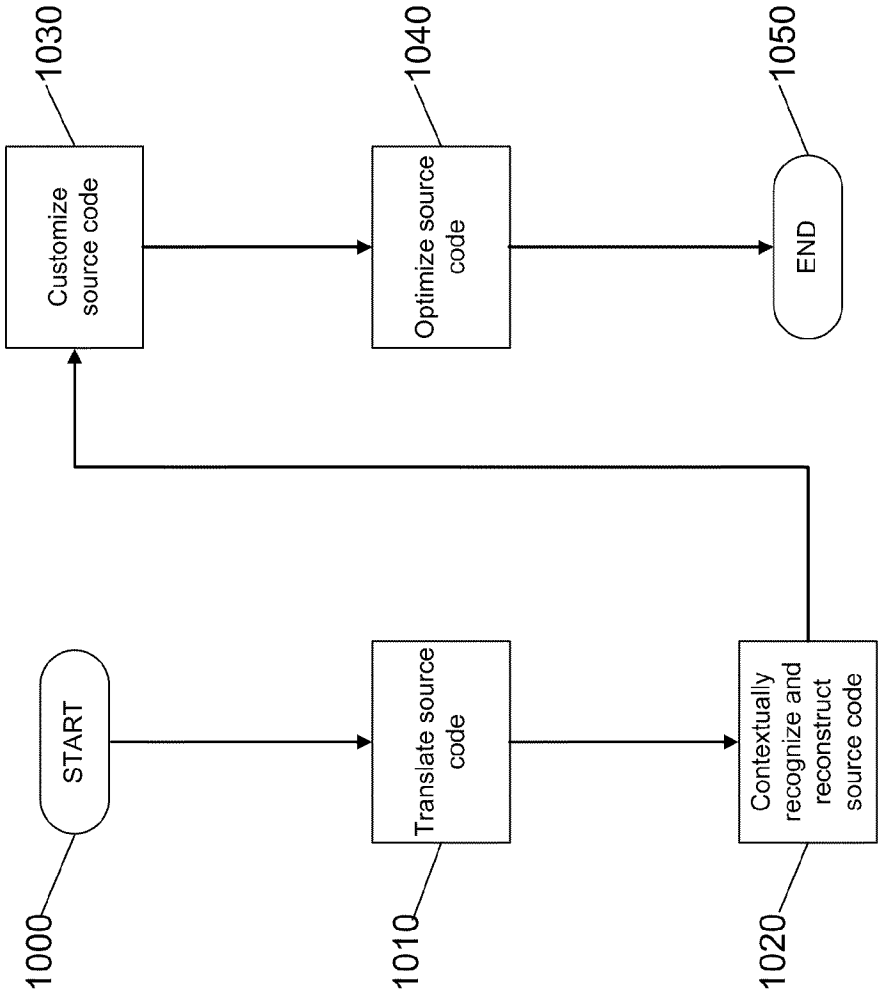 1000
START
1010
Translate source
code
1020
Contextually
recognize and
reconstruct
source code
1030
Customize
source code
1040
Optimize source
code
1050
END